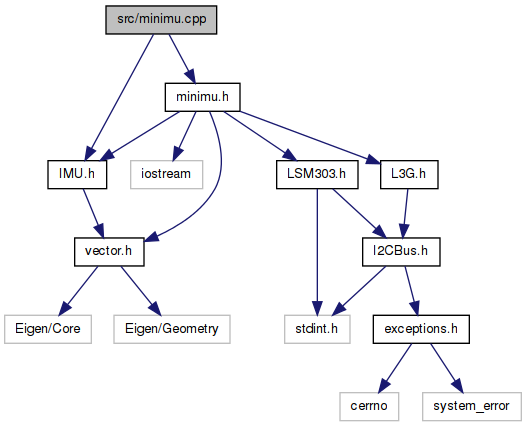 src/minimu.cpp
minimu.h
IMU.h
iostream
LSM303.h
L3G.h
vector.h
I2CBus.h
Eigen/Core
Eigen/Geometry
stdint.h
exceptions.h
cerrno
system_error